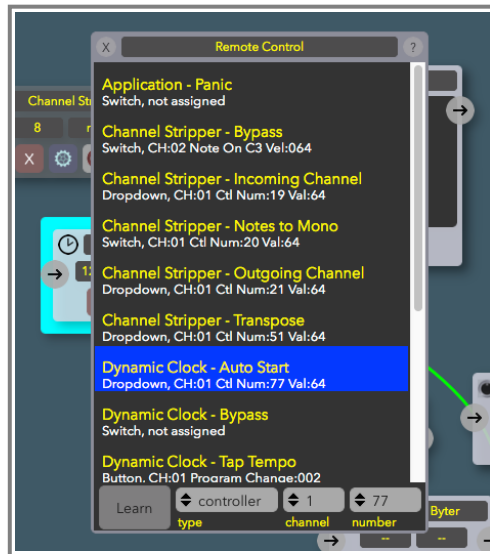 X
Remote Control
?
Application - Panic
Switch, not assigned
Channel Stripper - Bypass
Switch, CH:02 Note On C3 Vel:064
Channel Stripper - Incoming Channel
Dropdown, CH:01 Ctl Num:19 Val:64
Channel Stripper - Notes to Mono
Switch, CH:01 Ctl Num:20 Val:64
Channel Stripper - Outgoing Channel
Dropdown, CH:01 Ctl Num:21 Val:64
Channel Stripper - Transpose
Dropdown, CH:01 Ctl Num:51 Val:64
Dynamic Clock - Auto Start
Dropdown, CH:01 Ctl Num:77 Val:64
Dynamic Clock - Bypass
Switch, not assigned
Dynamic Clock - Tap Tempo
Button, CH:01 Program Change:002
Learn
controller 1 77
type channel number
Channel St
8
X
Byter
-- --